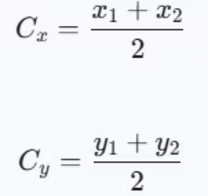 C_x = \frac{x_1 + x_2}{2}
C_y = \frac{y_1 + y_2}{2}